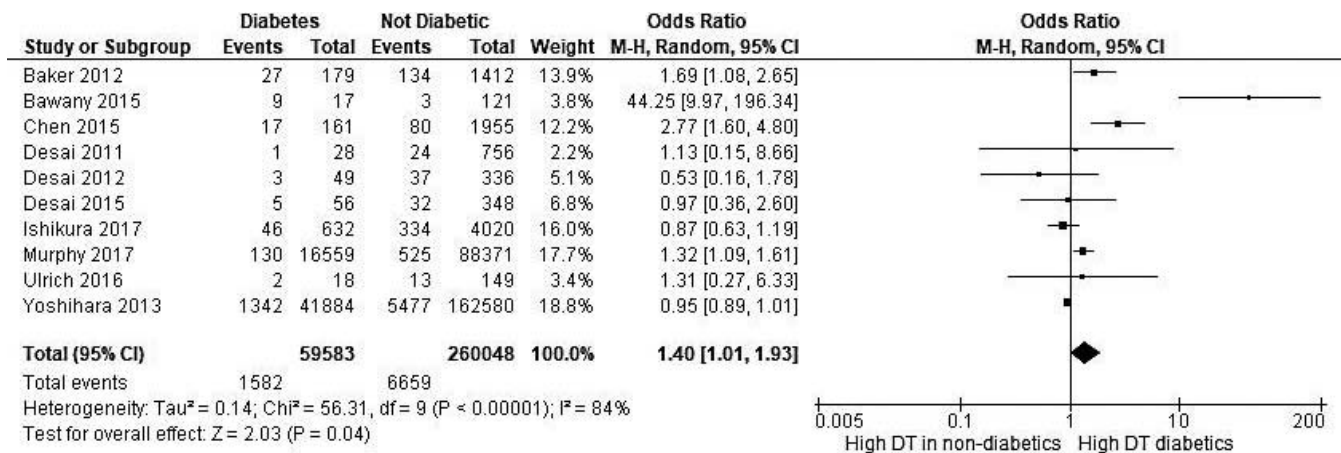 Diabetes Not Diabetic Odds Ratio Odds Ratio
Study or Subgroup Events Total Events Total Weight M-H, Random, 95% CI M-H, Random, 95% CI
Baker 2012 27 179 134 1412 13.9% 1.69 [1.08, 2.65]
Bawany 2015 9 17 3 121 3.8% 44.25 [9.97, 196.34]
Chen 2015 17 161 80 1955 12.2% 2.77 [1.60, 4.80]
Desai 2011 1 28 24 756 2.2% 1.13 [0.15, 8.66]
Desai 2012 3 49 37 336 5.1% 0.53 [0.16, 1.78]
Desai 2015 5 56 32 348 6.8% 0.97 [0.36, 2.60]
Ishikura 2017 46 632 334 4020 16.0% 0.87 [0.63, 1.19]
Murphy 2017 130 16559 525 88371 17.7% 1.32 [1.09, 1.61]
Ulrich 2016 2 18 13 149 3.4% 1.31 [0.27, 6.33]
Yoshihara 2013 1342 41884 5477 162580 18.8% 0.95 [0.89, 1.01]
Total (95% CI) 59583 260048 100.0% 1.40 [1.01, 1.93]
Total events 1582 6659
Heterogeneity: Tau² = 0.14; Chi² = 56.31, df = 9 (P < 0.00001); I² = 84%
Test for overall effect: Z = 2.03 (P = 0.04)
0.005 0.1 1 10 200
High DT in non-diabetics High DT diabetics